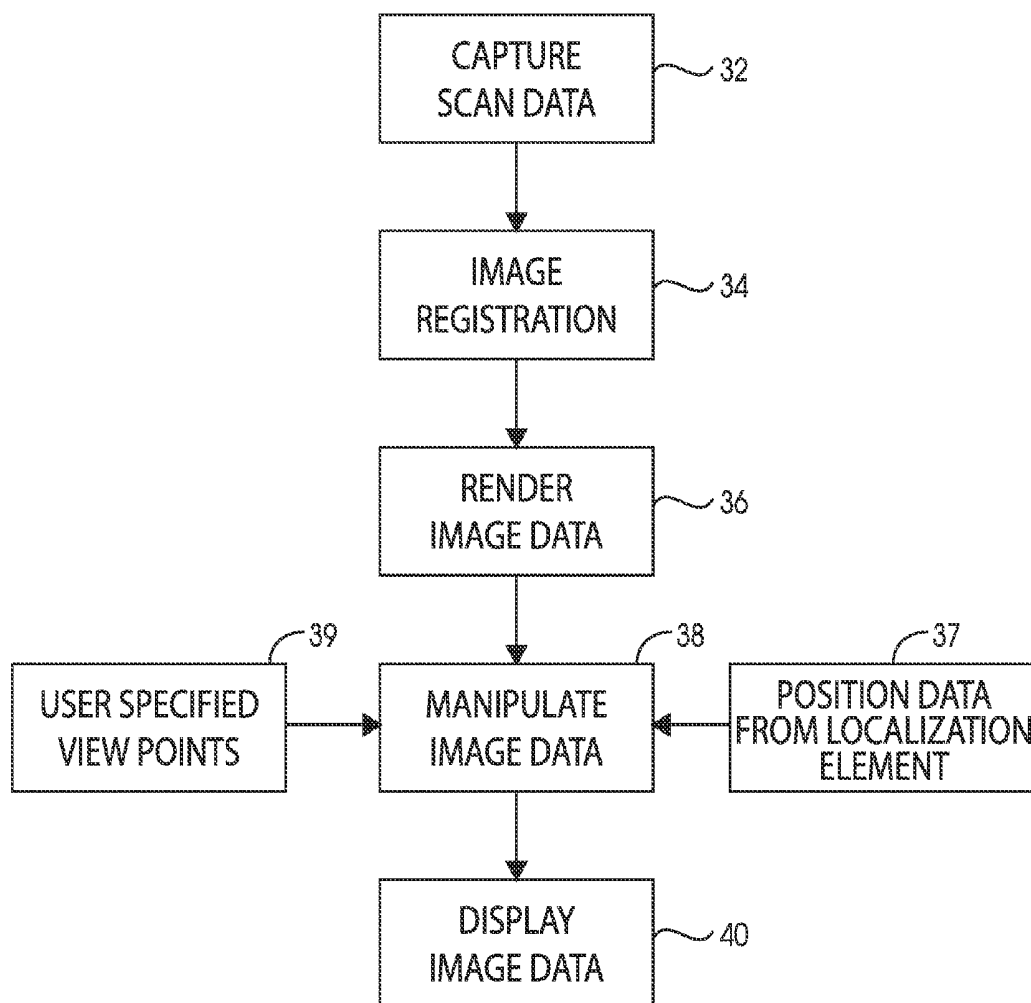 CAPTURE
SCAN DATA
32
IMAGE
REGISTRATION
34
RENDER
IMAGE DATA
36
39
38
37
USER SPECIFIED
VIEW POINTS
MANIPULATE
IMAGE DATA
POSITION DATA
FROM LOCALIZATION
ELEMENT
DISPLAY
IMAGE DATA
40